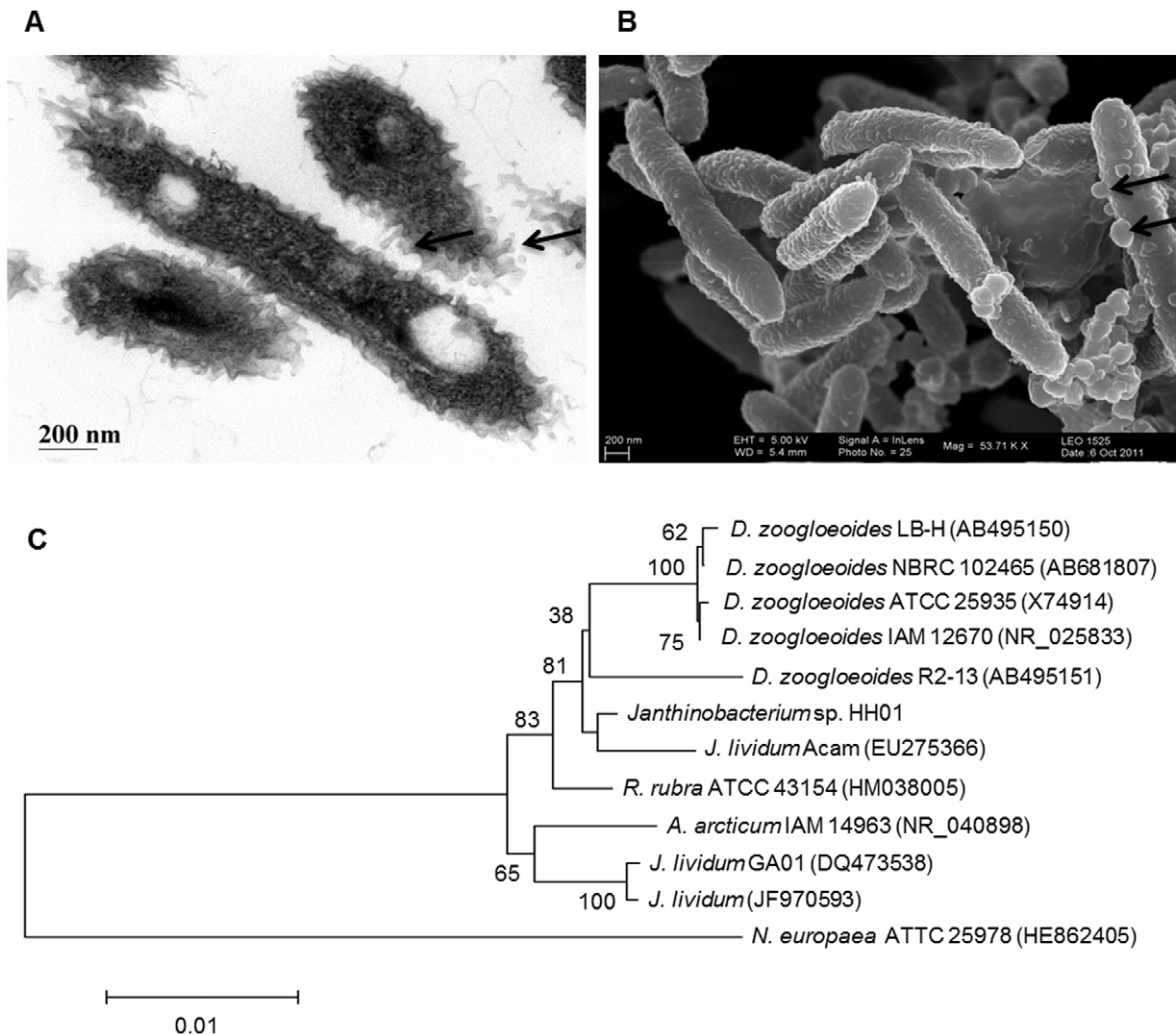 A
B
200 nm
200 nm
EHT = 5.00 kV
WD = 5.4 mm
Signal A = InLens
Photo No. = 25
Mag = 53.71 K X
LEO 1525
Date :6 Oct 2011
C
62
D. zoogloeoides LB-H (AB495150)
100
D. zoogloeoides NBRC 102465 (AB681807)
D. zoogloeoides ATCC 25935 (X74914)
38
75
D. zoogloeoides IAM 12670 (NR_025833)
81
D. zoogloeoides R2-13 (AB495151)
83
Janthinobacterium sp. HH01
J. lividum Acam (EU275366)
R. rubra ATCC 43154 (HM038005)
A. arcticum IAM 14963 (NR_040898)
65
J. lividum GA01 (DQ473538)
100
J. lividum (JF970593)
N. europaea ATTC 25978 (HE862405)
0.01